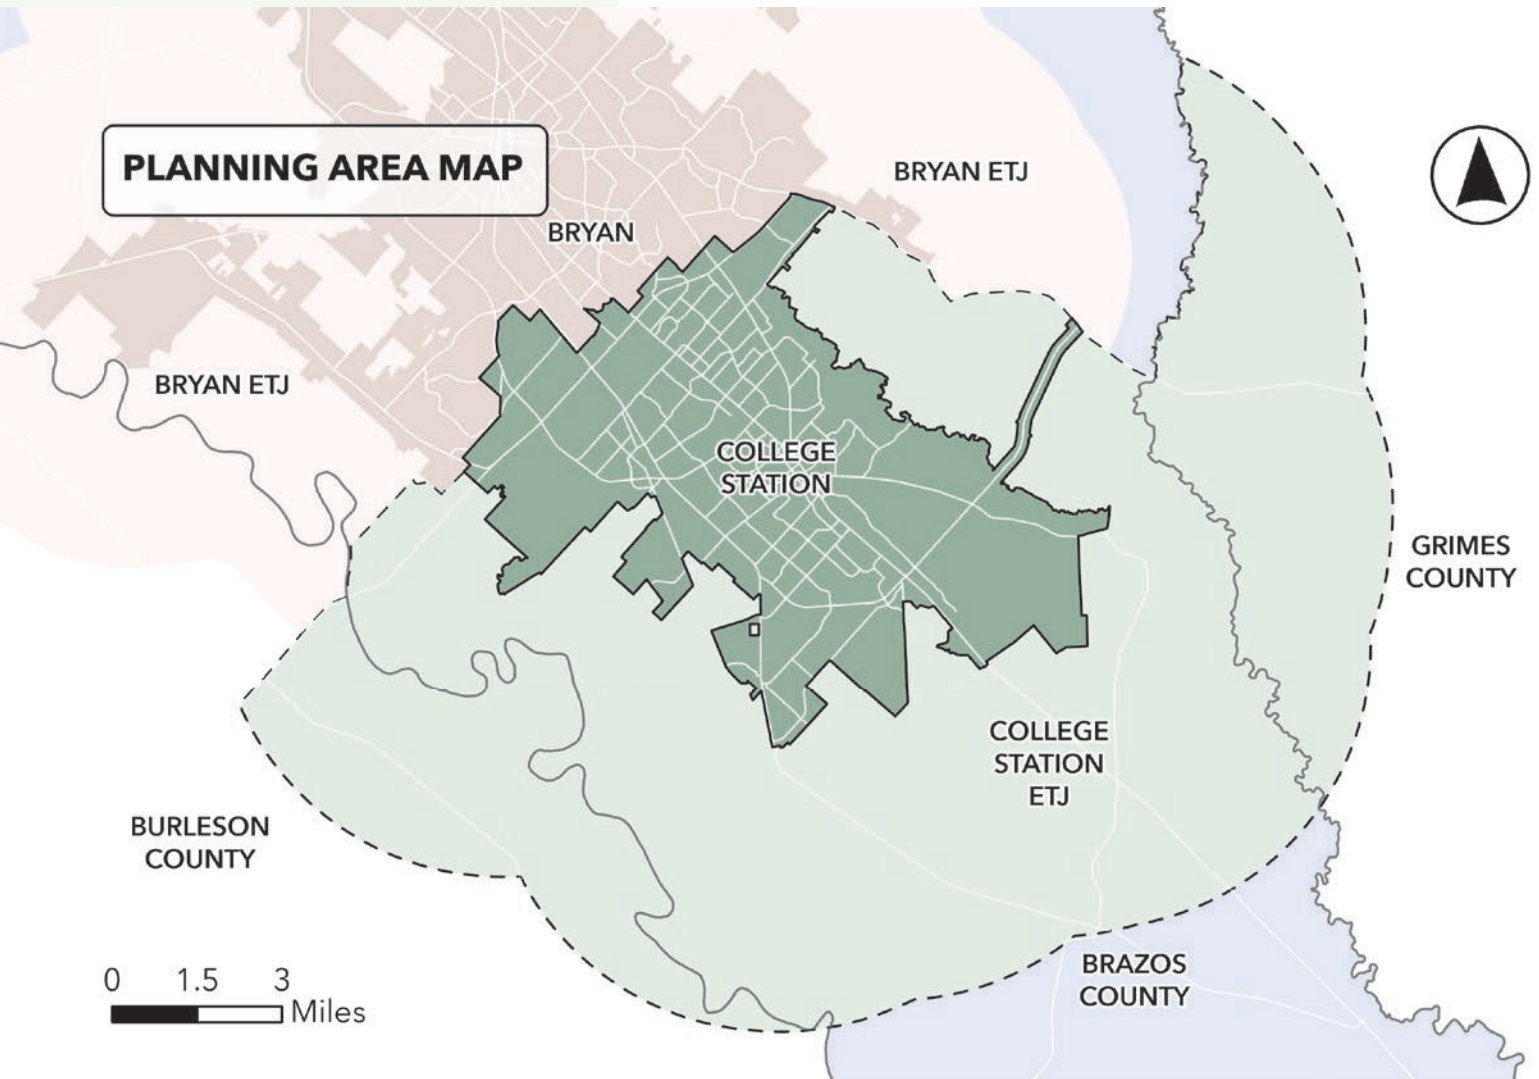 PLANNING AREA MAP
BRYAN ETJ
BRYAN
BRYAN ETJ
COLLEGE
STATION
GRIMES
COUNTY
COLLEGE
STATION
ETJ
BURLESON
COUNTY
BRAZOS
COUNTY
0 1.5 3
Miles